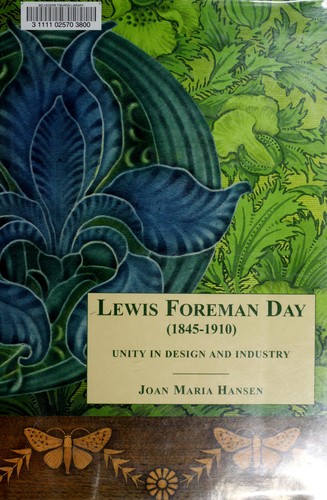 3 1111 02570 3800
LEWIS FOREMAN DAY
(1845-1910)
UNITY IN DESIGN AND INDUSTRY
JOAN MARIA HANSEN